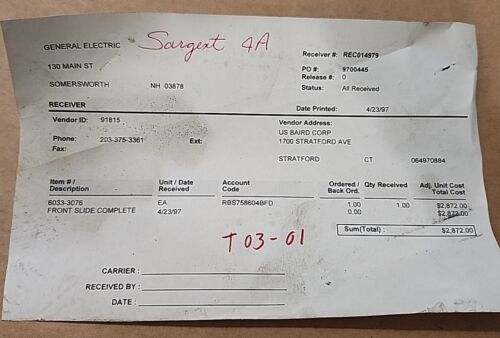 GENERAL ELECTRIC Sargext 4A
Receiver #: REC014979
130 MAIN ST
PO #: 9700445
Release #: 0
SOMERSWORTH NH 03878
Status: All Received
RECEIVER Date Printed: 4/23/97
Vendor ID: 91815 Vendor Address:
US BAIRD CORP
Phone: 203-375-3361 Ext: 1700 STRATFORD AVE
Fax:
STRATFORD CT 064970884
Item # / Unit / Date Account Ordered / Qty Received Adj. Unit Cost
Description Received Code Back Ord. Total Cost
6033-3076 EA RBS758604BFD 1.00 1.00 $2,872.00
FRONT SLIDE COMPLETE 4/23/97 0.00 $2,872.00
Sum(Total) : $2,872.00
T 03-01
CARRIER :
RECEIVED BY :
DATE :